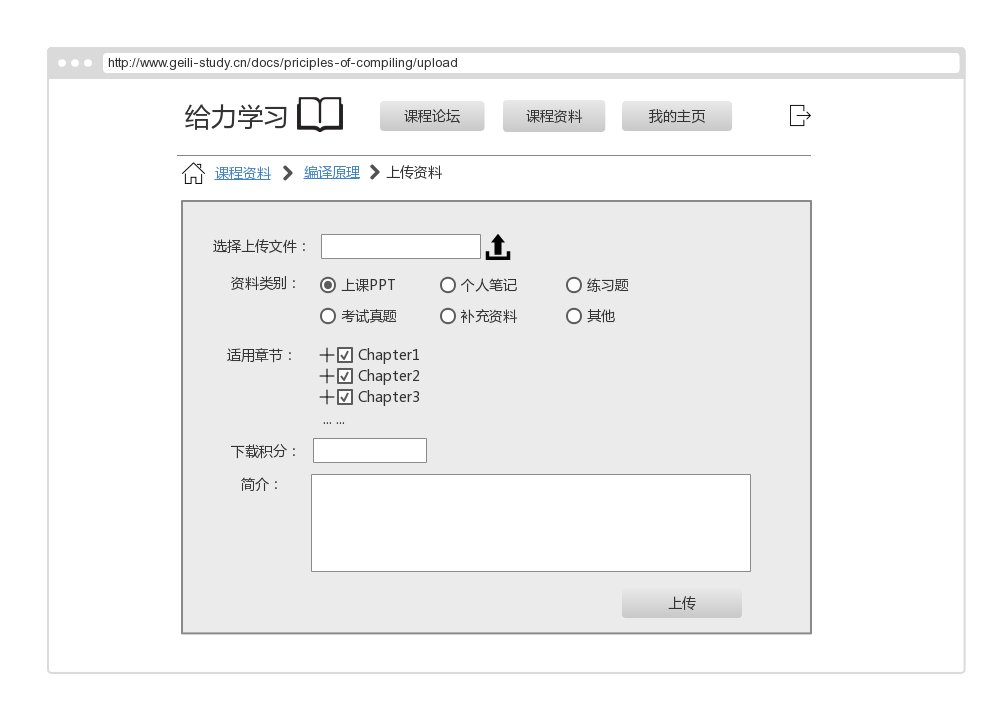 http://www.geili-study.cn/docs/priciples-of-compiling/upload
给力学习 课程论坛 课程资料 我的主页
课程资料 编译原理 上传资料
选择上传文件：
资料类别： 上课PPT 个人笔记 练习题
考试真题 补充资料 其他
适用章节： Chapter1
Chapter2
Chapter3
... ...
下载积分：
简介：
上传